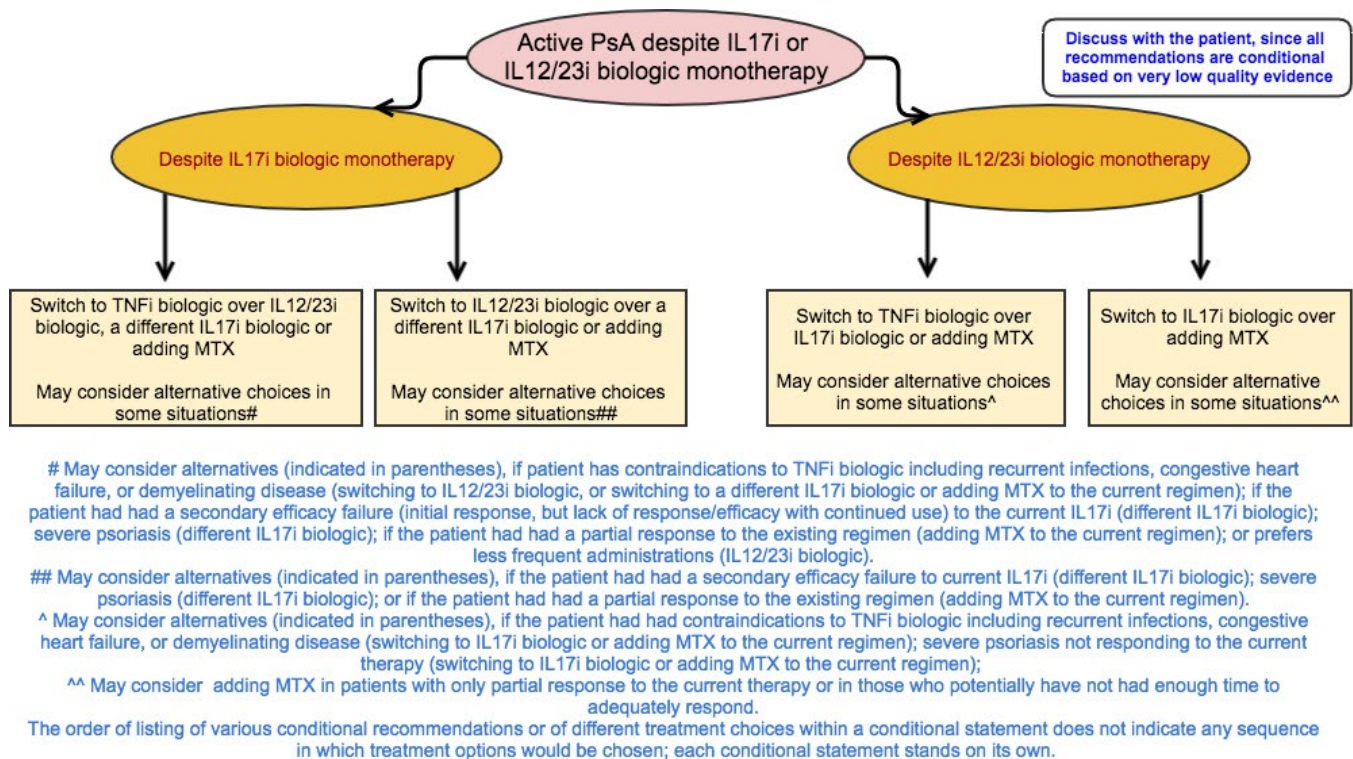 Active PsA despite IL17i or
IL12/23i biologic monotherapy
Discuss with the patient, since all
recommendations are conditional
based on very low quality evidence
Despite IL17i biologic monotherapy
Despite IL12/23i biologic monotherapy
Switch to TNFi biologic over IL12/23i
biologic, a different IL17i biologic or
adding MTX
May consider alternative choices in
some situations#
Switch to IL12/23i biologic over a
different IL17i biologic or adding
MTX
May consider alternative choices
in some situations##
Switch to TNFi biologic over
IL17i biologic or adding MTX
May consider alternative choices
in some situations^
Switch to IL17i biologic over
adding MTX
May consider alternative
choices in some situations^^
# May consider alternatives (indicated in parentheses), if patient has contraindications to TNFi biologic including recurrent infections, congestive heart
failure, or demyelinating disease (switching to IL12/23i biologic, or switching to a different IL17i biologic or adding MTX to the current regimen); if the
patient had had a secondary efficacy failure (initial response, but lack of response/efficacy with continued use) to the current IL17i (different IL17i biologic);
severe psoriasis (different IL17i biologic); if the patient had had a partial response to the existing regimen (adding MTX to the current regimen); or prefers
less frequent administrations (IL12/23i biologic).
## May consider alternatives (indicated in parentheses), if the patient had had a secondary efficacy failure to current IL17i (different IL17i biologic); severe
psoriasis (different IL17i biologic); or if the patient had had a partial response to the existing regimen (adding MTX to the current regimen).
^ May consider alternatives (indicated in parentheses), if the patient had had contraindications to TNFi biologic including recurrent infections, congestive
heart failure, or demyelinating disease (switching to IL17i biologic or adding MTX to the current regimen); severe psoriasis not responding to the current
therapy (switching to IL17i biologic or adding MTX to the current regimen);
^^ May consider adding MTX in patients with only partial response to the current therapy or in those who potentially have not had enough time to
adequately respond.
The order of listing of various conditional recommendations or of different treatment choices within a conditional statement does not indicate any sequence
in which treatment options would be chosen; each conditional statement stands on its own.